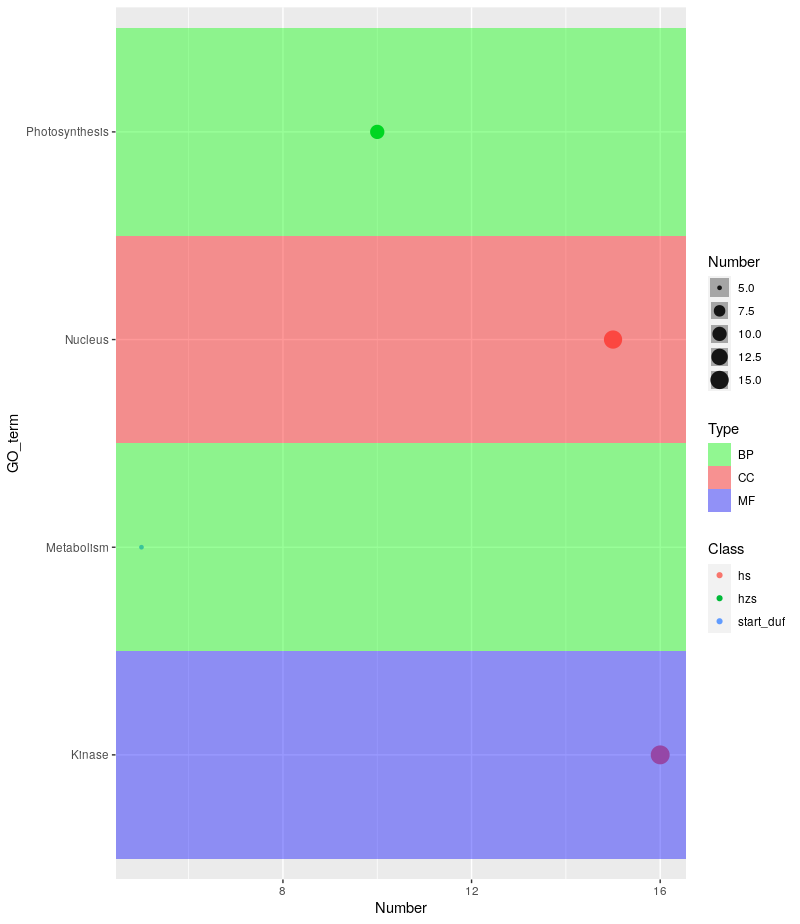 GO_term
Photosynthesis
Nucleus
Metabolism
Kinase
8
12
16
Number
Number
5.0
7.5
10.0
12.5
15.0
Type
BP
CC
MF
Class
hs
hzs
start_duf